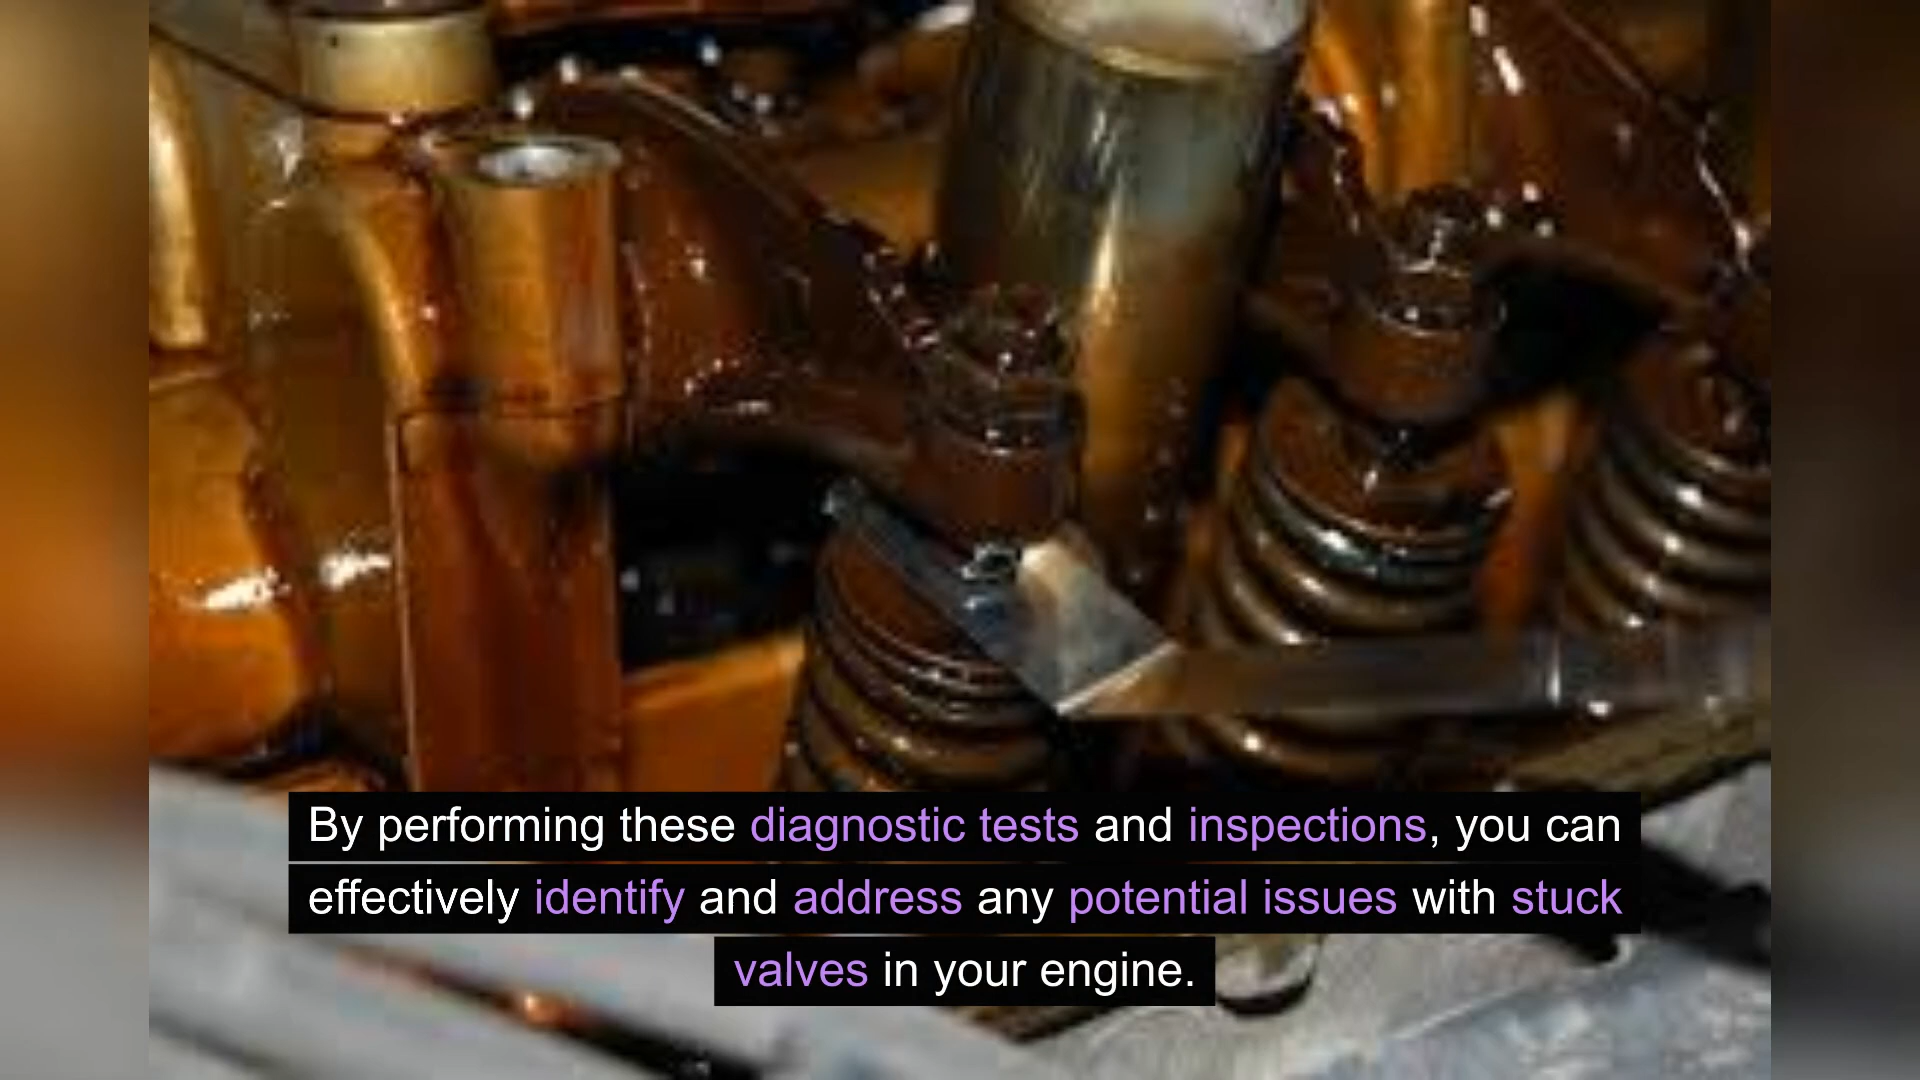 By performing these diagnostic tests and inspections, you can
effectively identify and address any potential issues with stuck
valves in your engine.